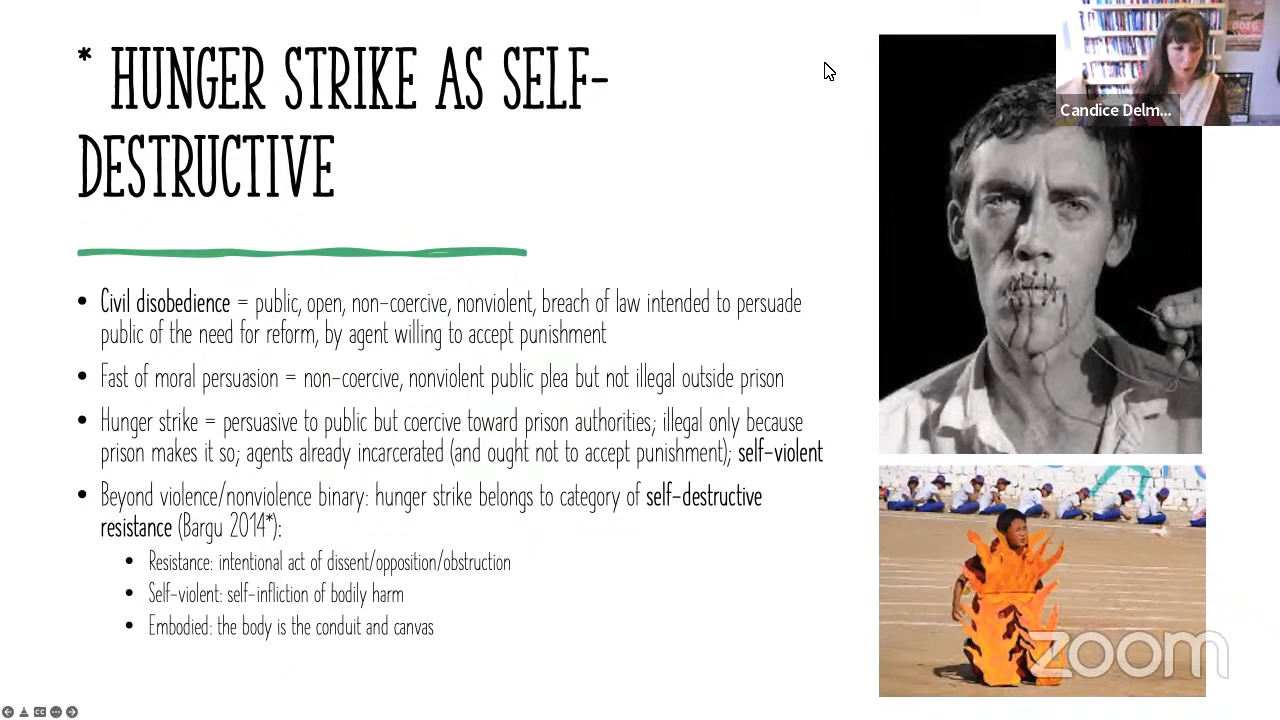 * HUNGER STRIKE AS SELF-
DESTRUCTIVE
• Civil disobedience = public, open, non-coercive, nonviolent, breach of law intended to persuade
public of the need for reform, by agent willing to accept punishment
• Fast of moral persuasion = non-coercive, nonviolent public plea but not illegal outside prison
• Hunger strike = persuasive to public but coercive toward prison authorities; illegal only because
prison makes it so; agents already incarcerated (and ought not to accept punishment); self-violent
• Beyond violence/nonviolence binary: hunger strike belongs to category of self-destructive
resistance (Bargu 2014*):
• Resistance: intentional act of dissent/opposition/obstruction
• Self-violent: self-infliction of bodily harm
• Embodied: the body is the conduit and canvas
Candice Delm...
zoom